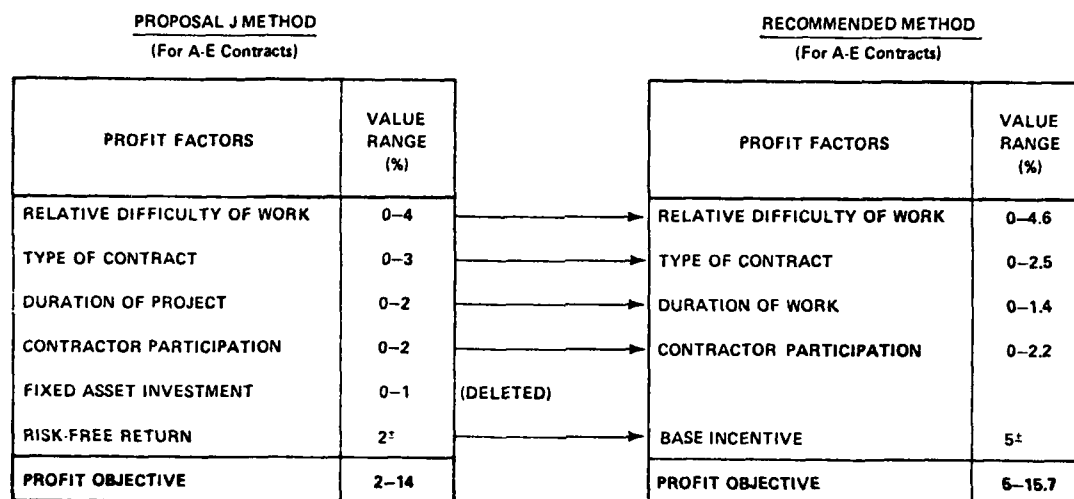 PROPOSAL J METHOD
(For A-E Contracts)
PROFIT FACTORS
VALUE
RANGE
(%)
RELATIVE DIFFICULTY OF WORK 0–4
TYPE OF CONTRACT 0–3
DURATION OF PROJECT 0–2
CONTRACTOR PARTICIPATION 0–2
FIXED ASSET INVESTMENT 0–1 (DELETED)
RISK-FREE RETURN 2±
PROFIT OBJECTIVE 2–14
RECOMMENDED METHOD
(For A-E Contracts)
PROFIT FACTORS
VALUE
RANGE
(%)
RELATIVE DIFFICULTY OF WORK 0–4.6
TYPE OF CONTRACT 0–2.5
DURATION OF WORK 0–1.4
CONTRACTOR PARTICIPATION 0–2.2
BASE INCENTIVE 5±
PROFIT OBJECTIVE 6–15.7